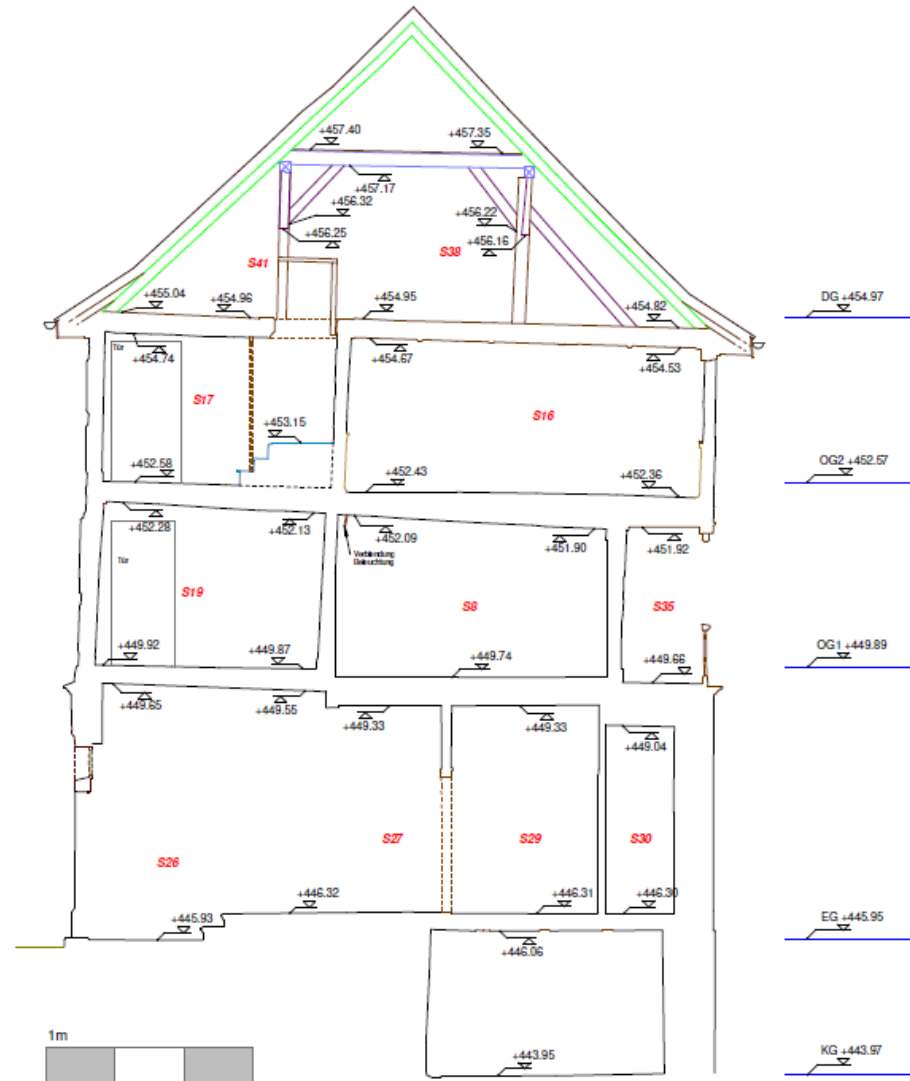 +457.40
+457.35
+457.17
+456.32
+456.22
+456.25
+456.16
S41
S38
+455.04
+454.96
+454.95
+454.82
DG +454.97
Tür
+454.74
+454.67
+454.53
S17
S16
+453.15
+452.58
+452.43
+452.36
OG2 +452.57
+452.28
+452.13
+452.09
+451.90
+451.92
Verblendung
Beleuchtung
Tür
S19
S8
S35
+449.92
+449.87
+449.74
+449.66
OG1 +449.89
+449.65
+449.55
+449.33
+449.33
+449.04
S26
S27
S29
S30
+446.32
+446.31
+446.30
+445.93
EG +445.95
+446.06
1m
+443.95
KG +443.97